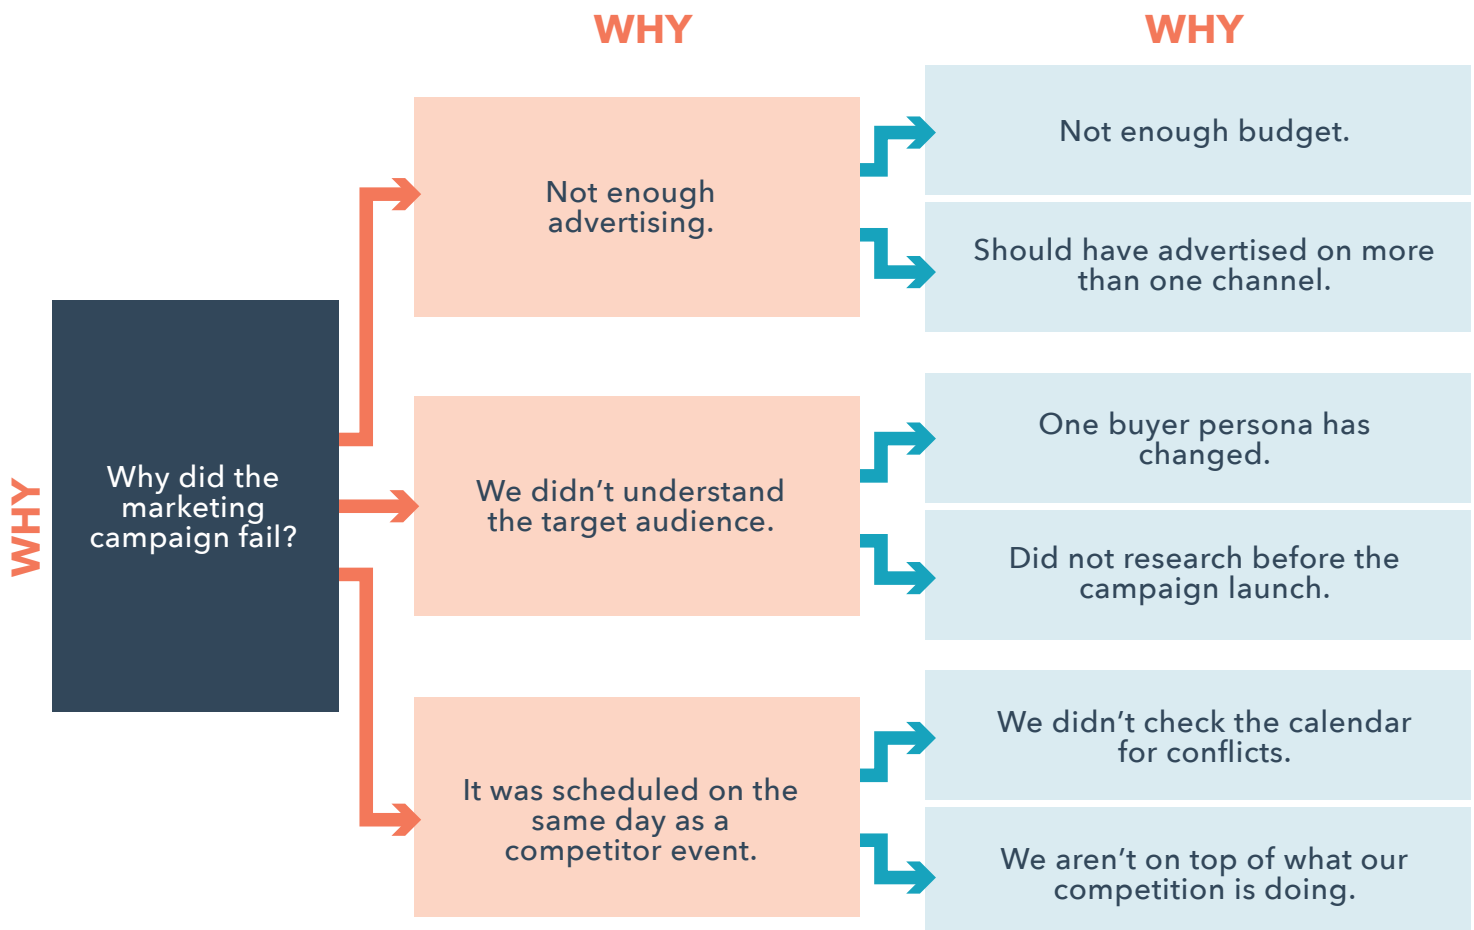 WHY
WHY
WHY
Why did the
marketing
campaign fail?
Not enough
advertising.
Not enough budget.
Should have advertised on more
than one channel.
We didn’t understand
the target audience.
One buyer persona has
changed.
Did not research before the
campaign launch.
It was scheduled on the
same day as a
competitor event.
We didn’t check the calendar
for conflicts.
We aren’t on top of what our
competition is doing.